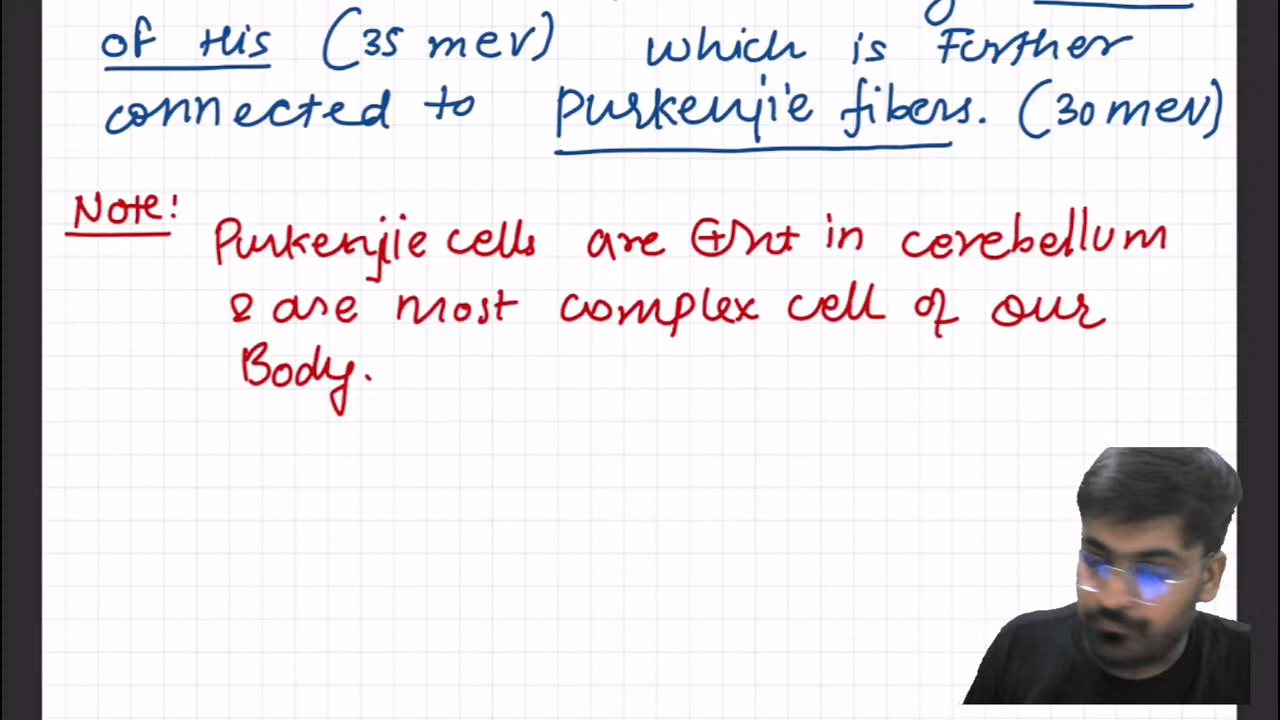 of His (35 mev) which is Further
connected to Purkenjie fibers. (30 mev)
Note!
Purkenjie cells are ⊕nt in cerebellum
& are most complex cell of our
Body.